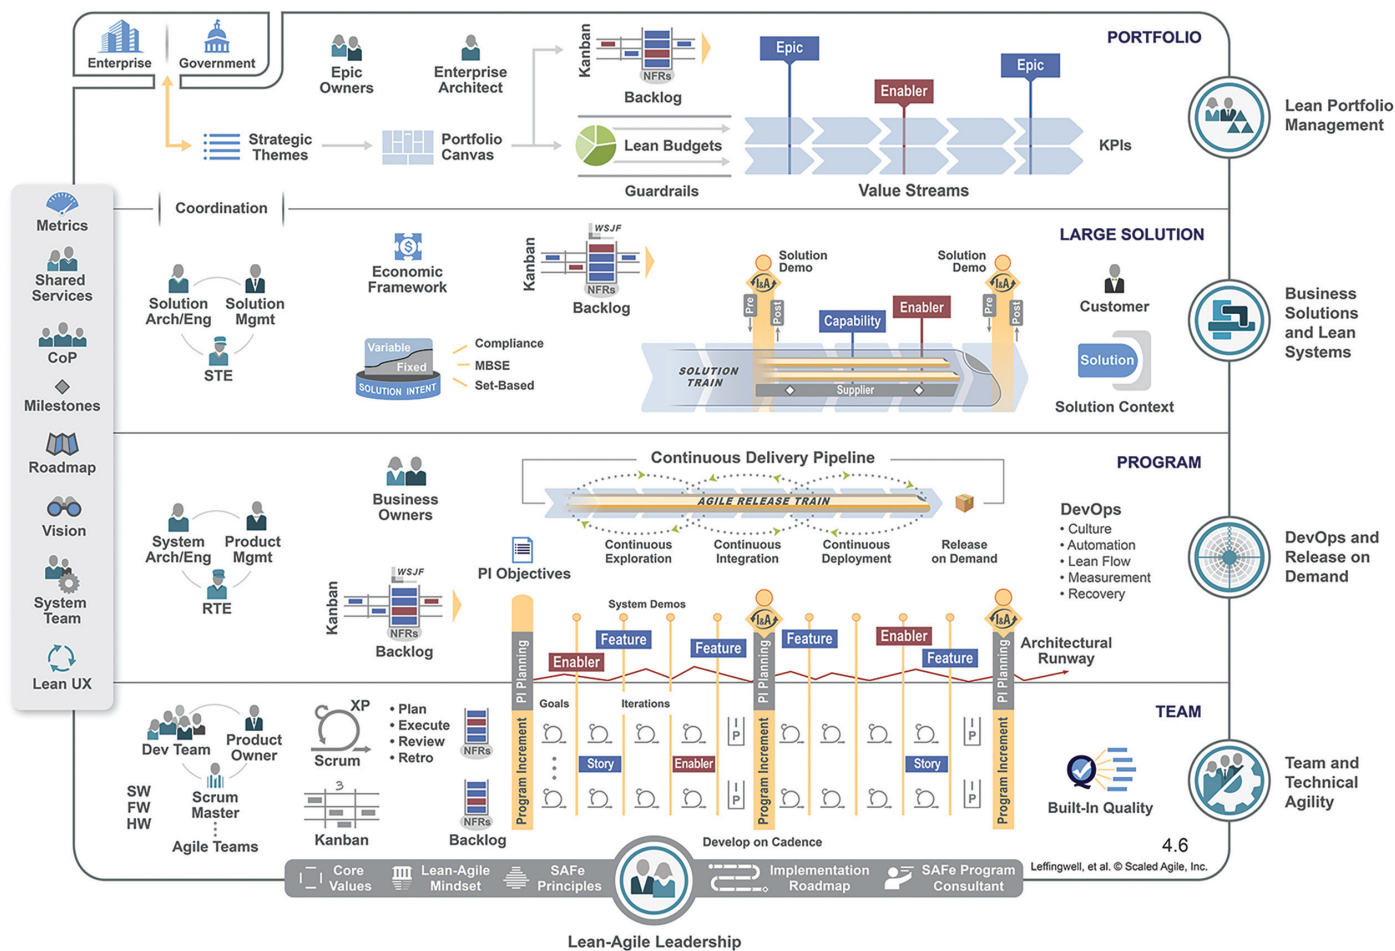 Enterprise
Government
Epic
Owners
Enterprise
Architect
Kanban
NFRs
Backlog
Epic
Enabler
Epic
PORTFOLIO
Lean Portfolio
Management
Strategic
Themes
Portfolio
Canvas
Lean Budgets
Guardrails
KPIs
Value Streams
Metrics
Shared
Services
CoP
Milestones
Roadmap
Vision
System
Team
Lean UX
Coordination
LARGE SOLUTION
Solution
Arch/Eng
Solution
Mgmt
STE
Economic
Framework
Variable
Fixed
SOLUTION INTENT
Compliance
MBSE
Set-Based
WSJF
Kanban
NFRs
Backlog
Solution
Demo
I&A
Pre
Post
Capability
Enabler
Solution
Demo
I&A
Pre
Post
SOLUTION
TRAIN
Supplier
Customer
Solution
Solution Context
Business
Solutions
and Lean
Systems
PROGRAM
System
Arch/Eng
Product
Mgmt
RTE
Business
Owners
Continuous Delivery Pipeline
AGILE RELEASE TRAIN
Continuous
Exploration
Continuous
Integration
Continuous
Deployment
Release
on Demand
DevOps
• Culture
• Automation
• Lean Flow
• Measurement
• Recovery
DevOps and
Release on
Demand
PI Objectives
WSJF
Kanban
NFRs
Backlog
System Demos
Enabler
Feature
Feature
I&A
Feature
Enabler
Feature
I&A
Architectural
Runway
PI Planning
PI Planning
PI Planning
TEAM
Dev Team
Product
Owner
Scrum
Master
Agile Teams
SW
FW
HW
XP
Scrum
• Plan
• Execute
• Review
• Retro
3
Kanban
NFRs
NFRs
Backlog
Program Increment
Goals
Iterations
Story
Enabler
I
P
I
P
Program Increment
Story
I
P
I
P
Program Increment
Develop on Cadence
Built-In Quality
Team and
Technical
Agility
4.6
Leffingwell, et al. © Scaled Agile, Inc.
Core
Values
Lean-Agile
Mindset
SAFe
Principles
Implementation
Roadmap
SAFe Program
Consultant
Lean-Agile Leadership